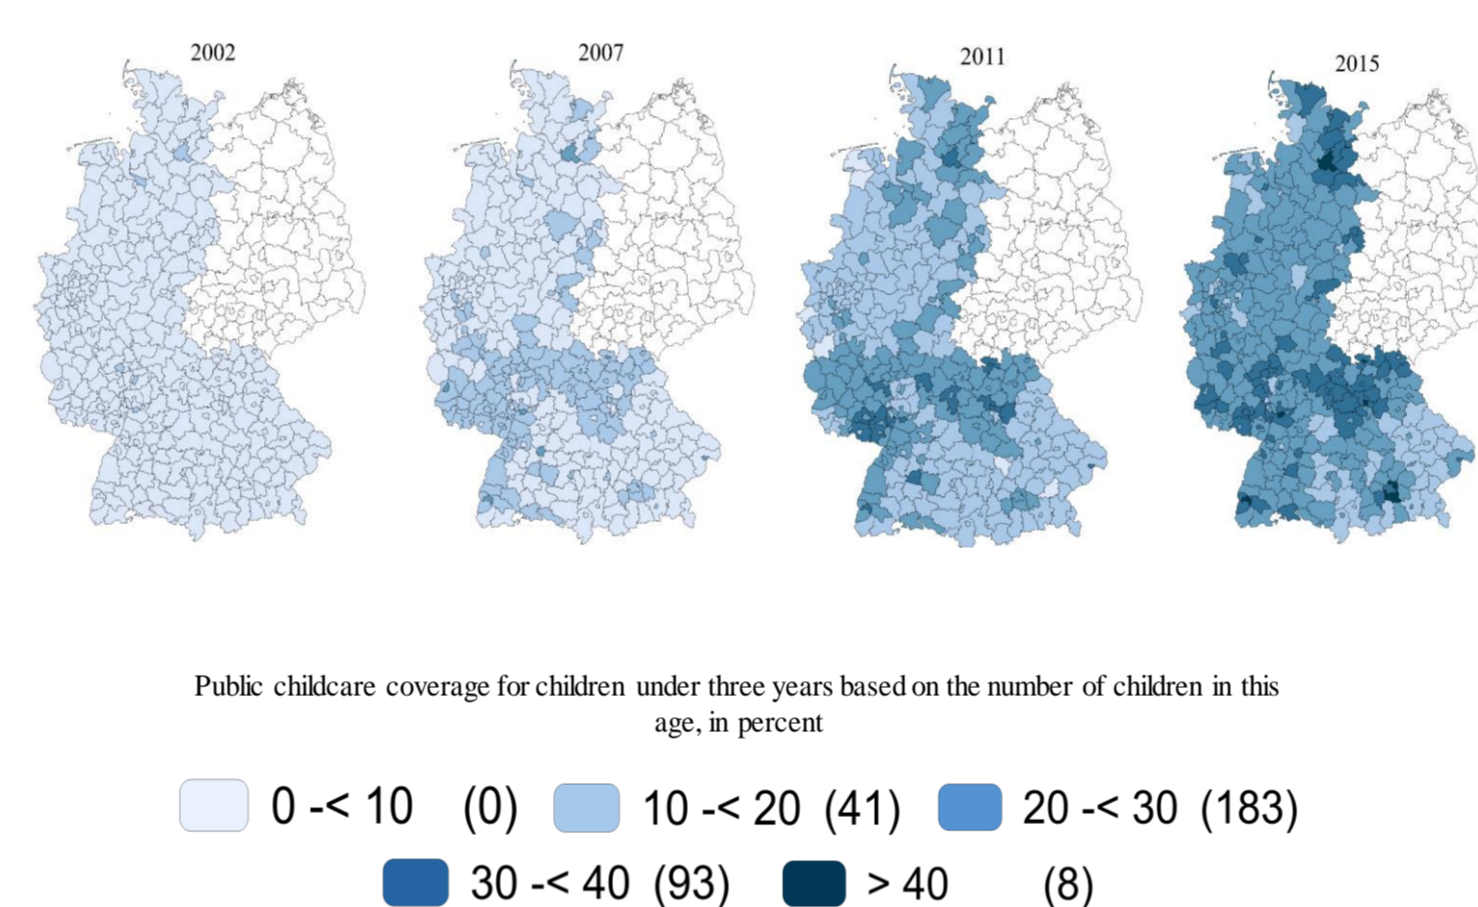 2002
2007
2011
2015
Public childcare coverage for children under three years based on the number of children in this
age, in percent
0 -< 10 (0) 10 -< 20 (41) 20 -< 30 (183)
30 -< 40 (93) > 40 (8)